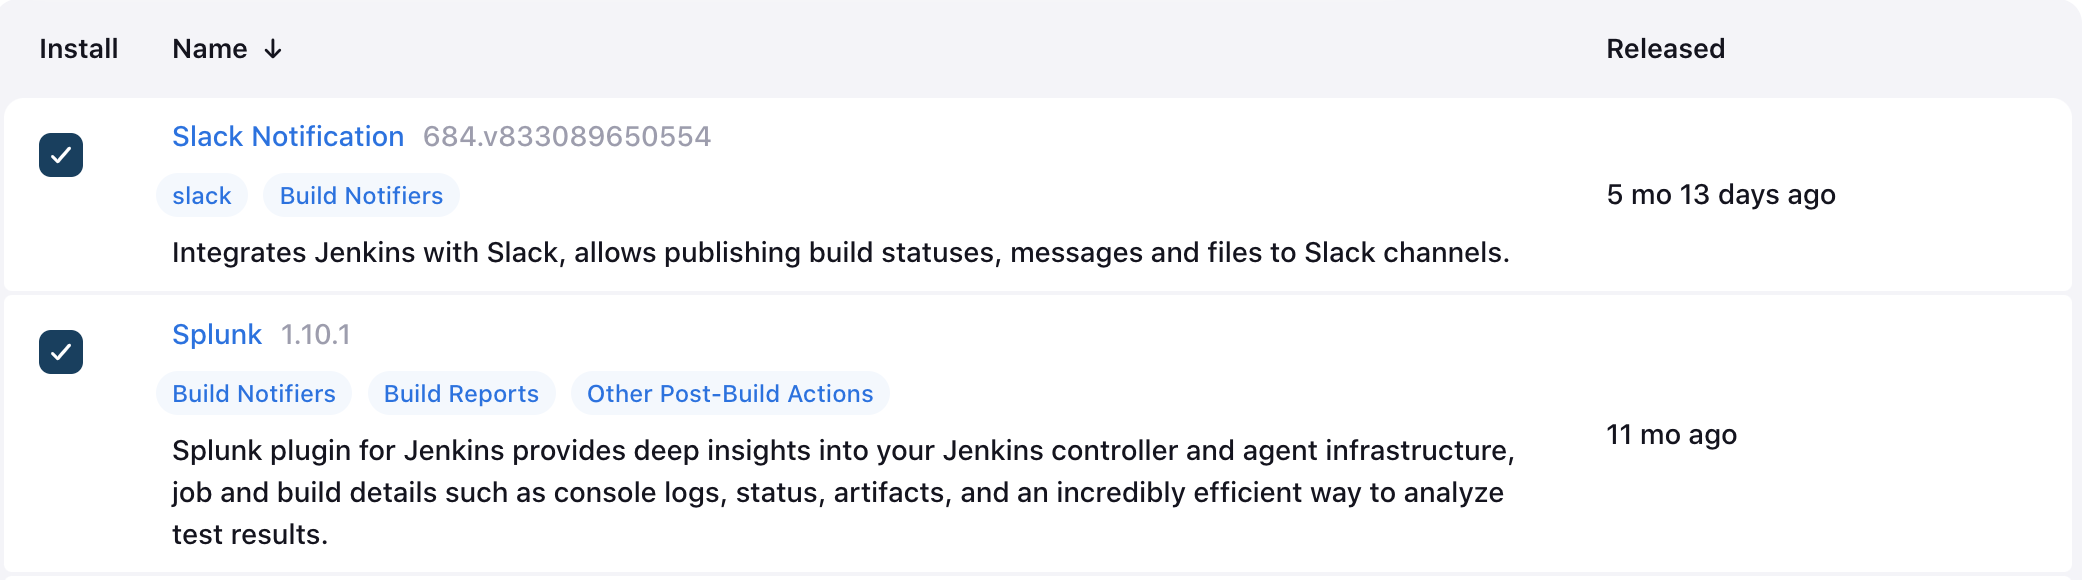 Install Name ↓ Released
Slack Notification 684.v833089650554
slack Build Notifiers
5 mo 13 days ago
Integrates Jenkins with Slack, allows publishing build statuses, messages and files to Slack channels.
Splunk 1.10.1
Build Notifiers Build Reports Other Post-Build Actions
11 mo ago
Splunk plugin for Jenkins provides deep insights into your Jenkins controller and agent infrastructure,
job and build details such as console logs, status, artifacts, and an incredibly efficient way to analyze
test results.